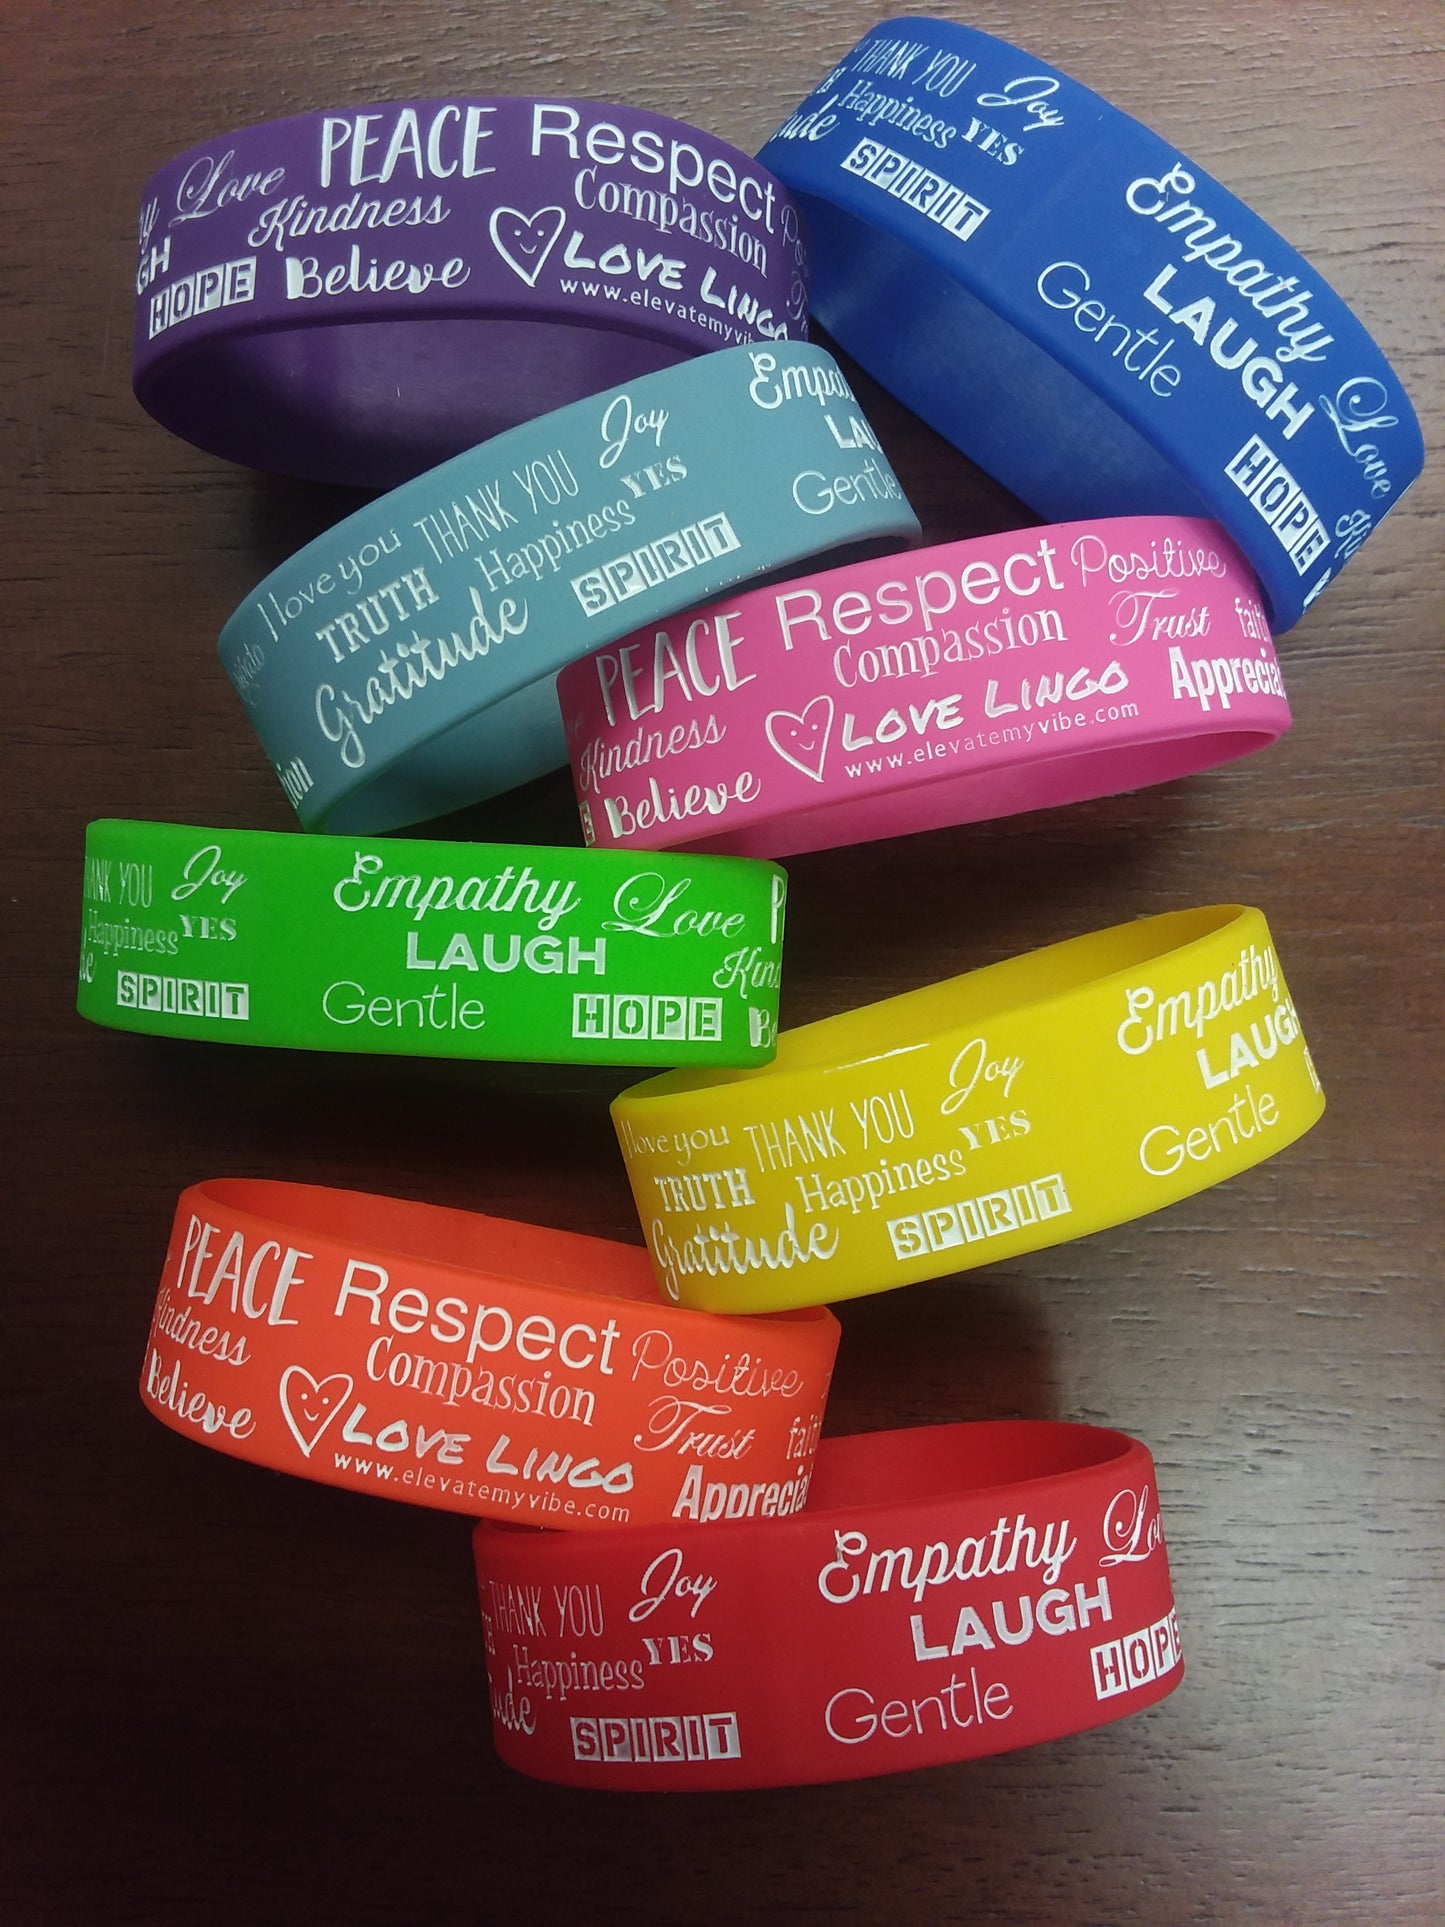 Love PEACE Respect
Kindness Compassion
HOPE Believe LOVE LINGO
www.elevatemyvib
THANK YOU Joy
Happiness YES
SPIRIT
Empathy
LAUGH
Gentle
Love
HOPE
I love you THANK YOU Joy
TRUTH Happiness YES
Gratitude SPIRIT
Gentle
PEACE Respect Positive
Kindness Compassion Trust
Believe LOVE LINGO
www.elevatemyvibe.com
YOU Joy Empathy Love
Happiness YES LAUGH
SPIRIT Gentle HOPE
I love you THANK YOU Joy Empathy
TRUTH Happiness YES LAUGH
Gratitude SPIRIT Gentle
PEACE Respect Positive
Kindness Compassion Trust
Believe LOVE LINGO
www.elevatemyvibe.com
THANK YOU Joy Empathy
Happiness YES LAUGH
SPIRIT Gentle HOPE